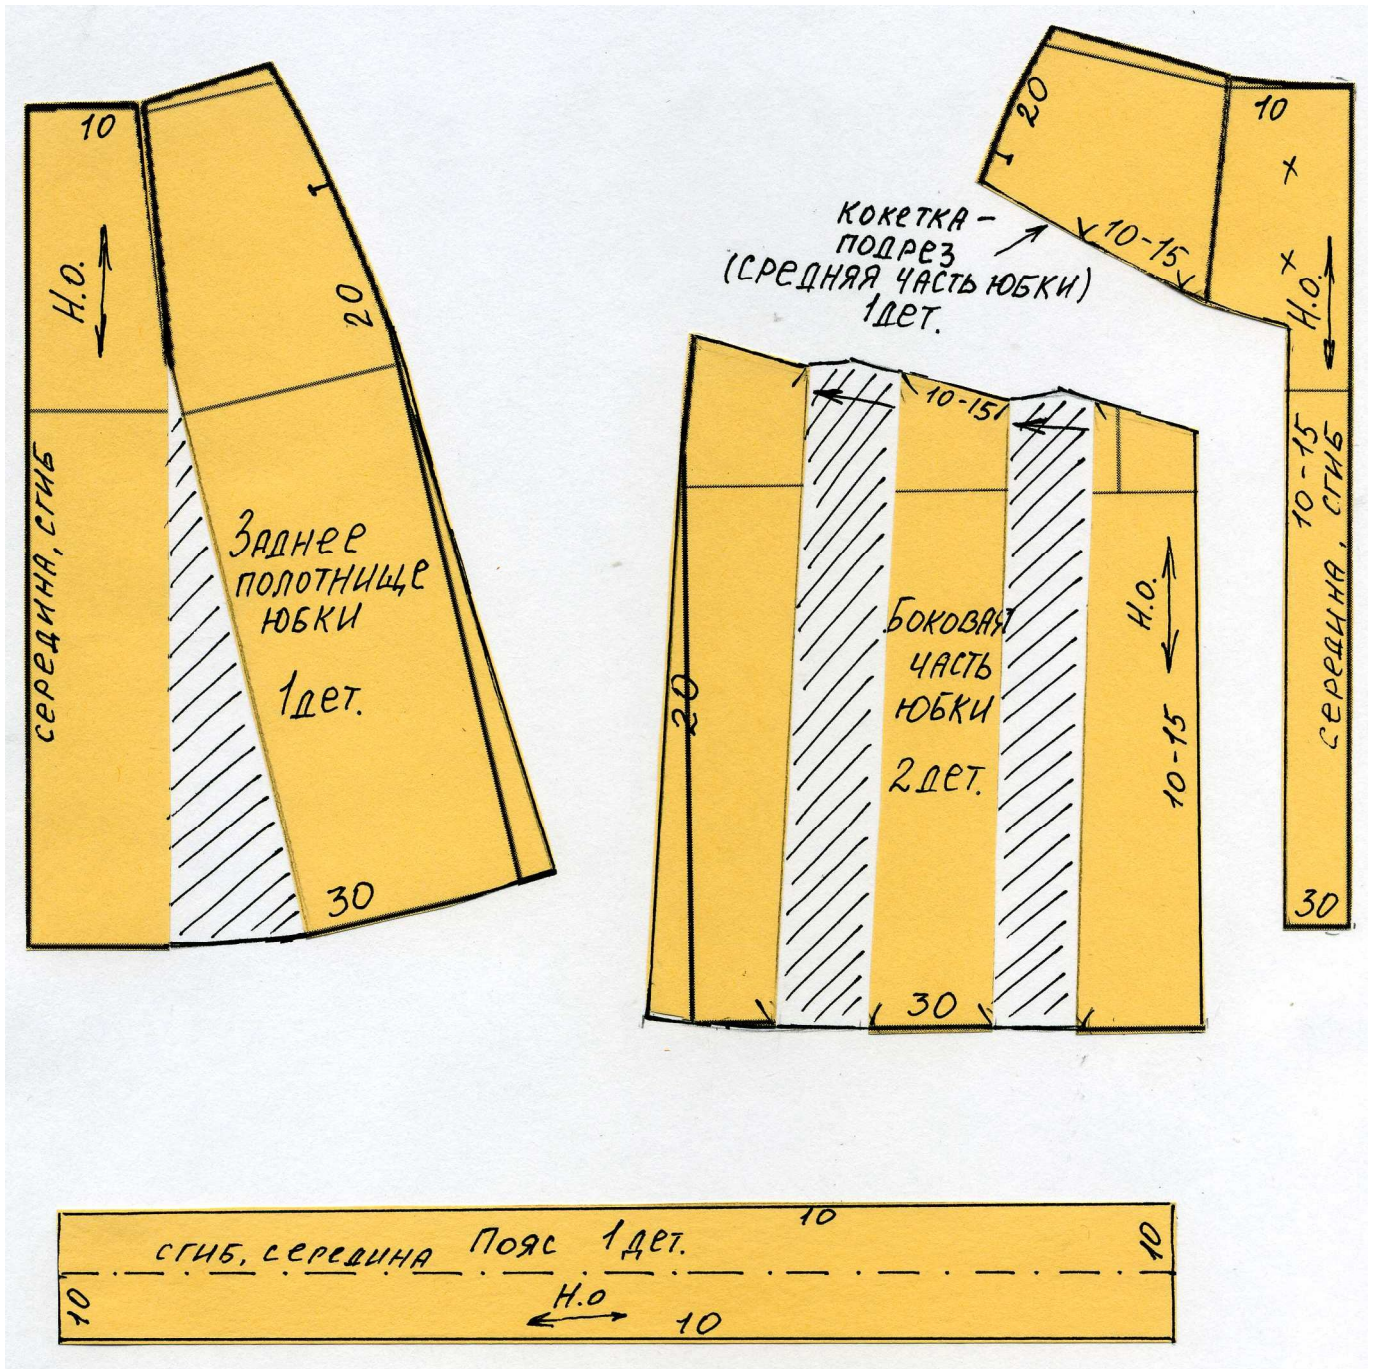 10
Н.О.
20
середина, сгиб
Заднее
полотнище
юбки
1дет.
30
20
10
кокетка-
подрез
(средняя часть юбки)
1дет.
10-15
Н.О.
10-15
середина, сгиб
30
10-15
20
Боковая
часть
юбки
2дет.
Н.О.
10-15
30
10
сгиб, середина Пояс 1дет.
10
10
Н.О
10